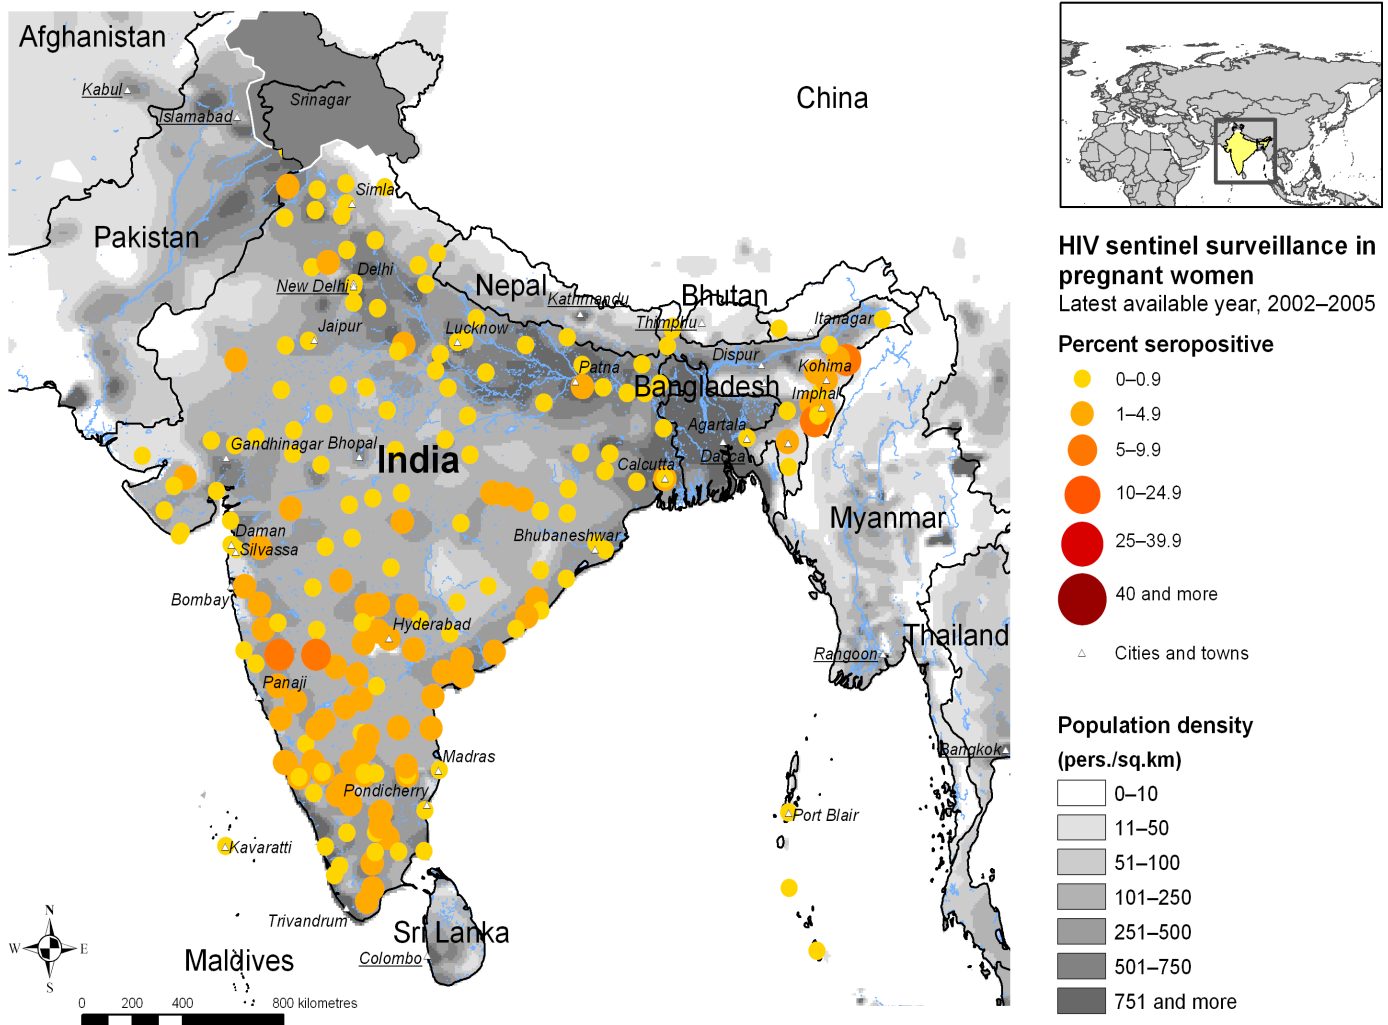 Afghanistan
Kabul
Islamabad
Srinagar
China
Simla
Pakistan
Delhi
New Delhi
Nepal
Kathmandu
Bhutan
Thimphu
Itanagar
Jaipur
Lucknow
Dispur
Patna
Kohima
Bangladesh
Imphal
Agartala
Gandhinagar
Bhopal
India
Dacca
Calcutta
Myanmar
Daman
Silvassa
Bhubaneshwar
Bombay
Hyderabad
Thailand
Rangoon
Panaji
Bangkok
Madras
Pondicherry
Port Blair
Kavaratti
Trivandrum
Sri Lanka
Colombo
Maldives
N
W
E
S
0 200 400 800 kilometres
HIV sentinel surveillance in
pregnant women
Latest available year, 2002–2005
Percent seropositive
0–0.9
1–4.9
5–9.9
10–24.9
25–39.9
40 and more
Cities and towns
Population density
(pers./sq.km)
0–10
11–50
51–100
101–250
251–500
501–750
751 and more